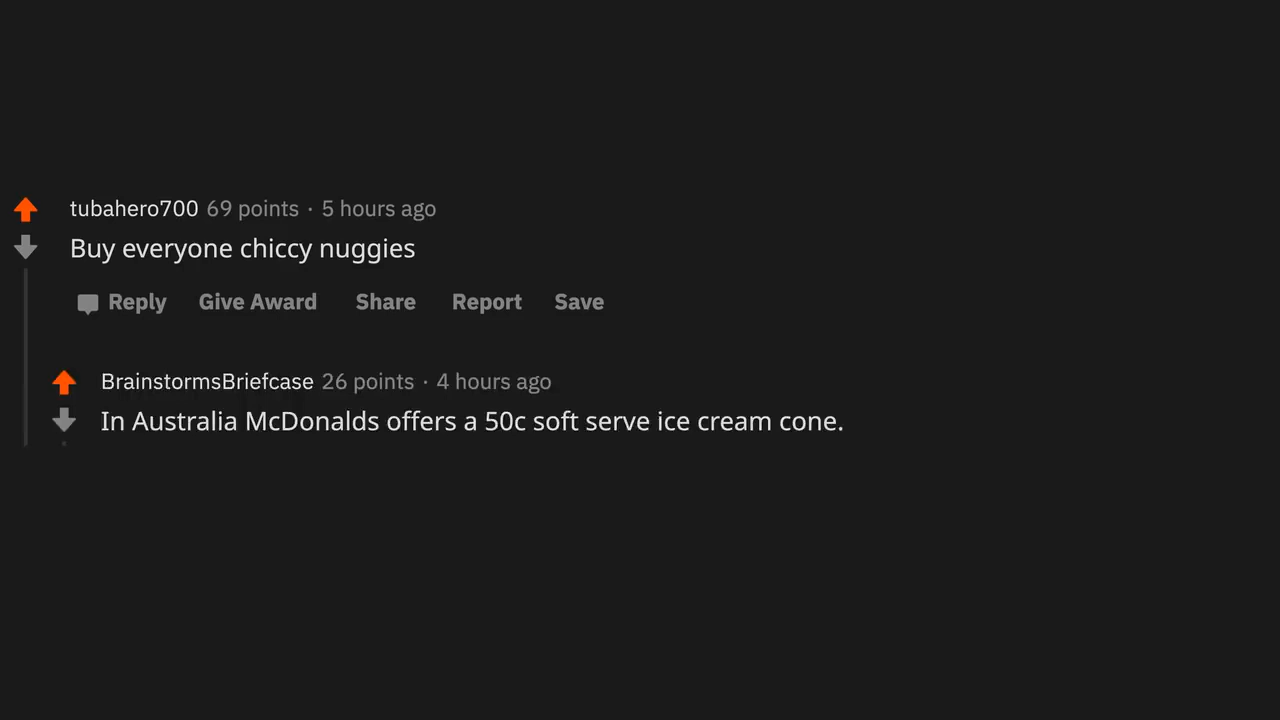 tubahero700 69 points · 5 hours ago
Buy everyone chiccy nuggies
Reply Give Award Share Report Save
BrainstormsBriefcase 26 points · 4 hours ago
In Australia McDonalds offers a 50c soft serve ice cream cone.